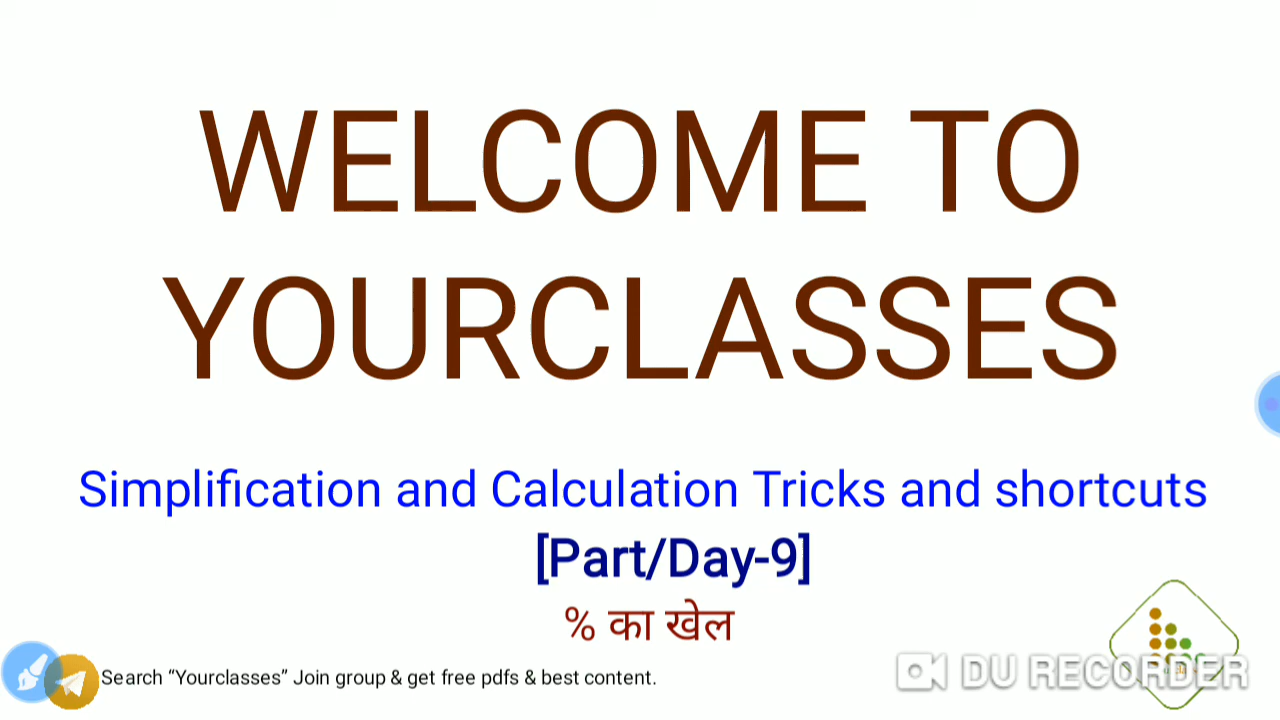 WELCOME TO
YOURCLASSES
Simplification and Calculation Tricks and shortcuts
[Part/Day-9]
% का खेल
Search “Yourclasses” Join group & get free pdfs & best content.
DU RECORDER